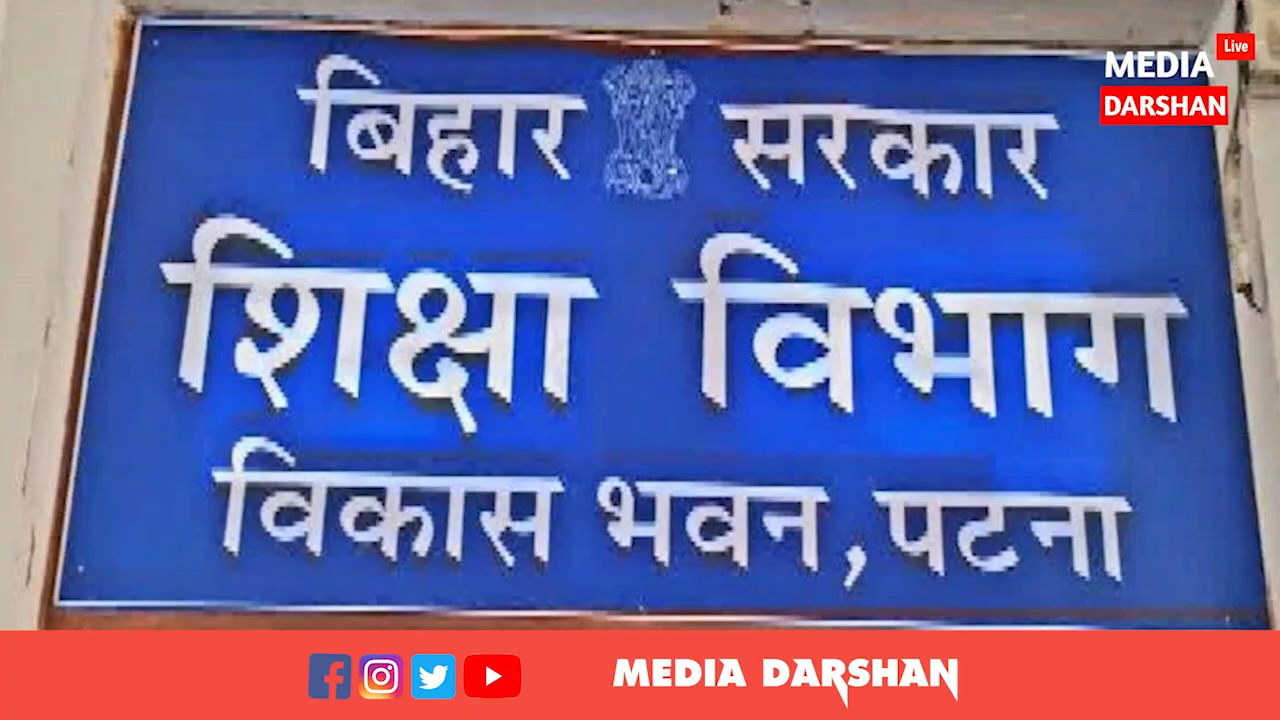 बिहार सरकार
शिक्षा विभाग
विकास भवन, पटना
Live
MEDIA
DARSHAN
MEDIA DARSHAN